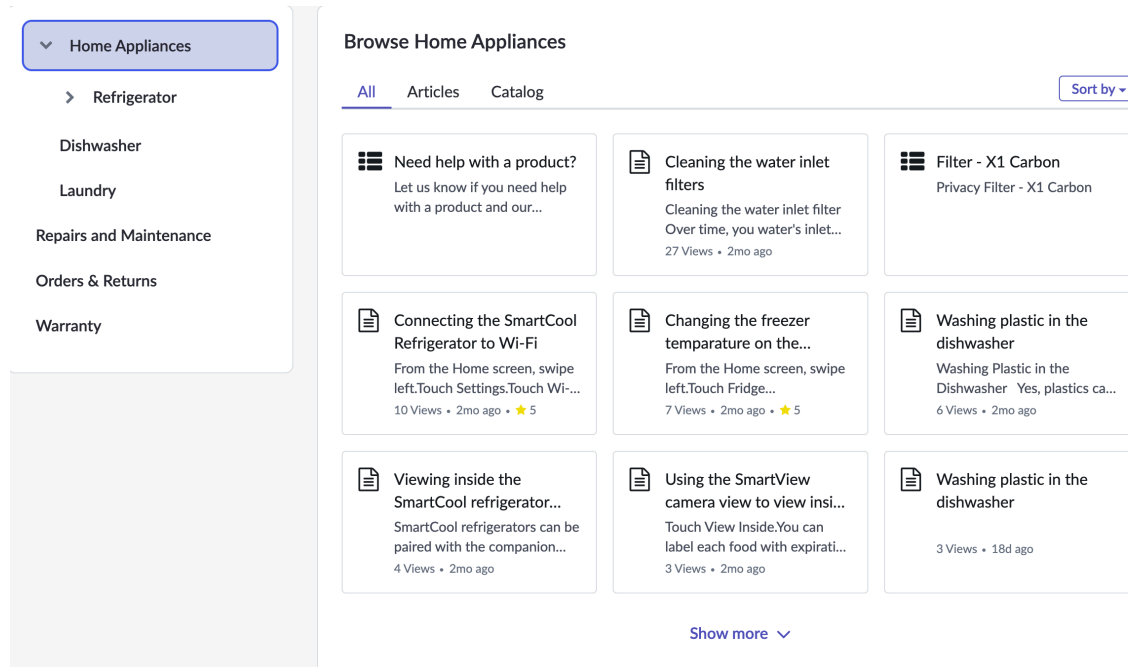 Home Appliances
Refrigerator
Dishwasher
Laundry
Repairs and Maintenance
Orders & Returns
Warranty
Browse Home Appliances
All
Articles
Catalog
Sort by
Need help with a product?
Let us know if you need help
with a product and our...
Cleaning the water inlet
filters
Cleaning the water inlet filter
Over time, you water's inlet...
27 Views • 2mo ago
Filter - X1 Carbon
Privacy Filter - X1 Carbon
Connecting the SmartCool
Refrigerator to Wi-Fi
From the Home screen, swipe
left.Touch Settings.Touch Wi-...
10 Views • 2mo ago • ★ 5
Changing the freezer
temparature on the...
From the Home screen, swipe
left.Touch Fridge...
7 Views • 2mo ago • ★ 5
Washing plastic in the
dishwasher
Washing Plastic in the
Dishwasher   Yes, plastics ca...
6 Views • 2mo ago
Viewing inside the
SmartCool refrigerator...
SmartCool refrigerators can be
paired with the companion...
4 Views • 2mo ago
Using the SmartView
camera view to view insi...
Touch View Inside.You can
label each food with expirati...
3 Views • 2mo ago
Washing plastic in the
dishwasher
3 Views • 18d ago
Show more